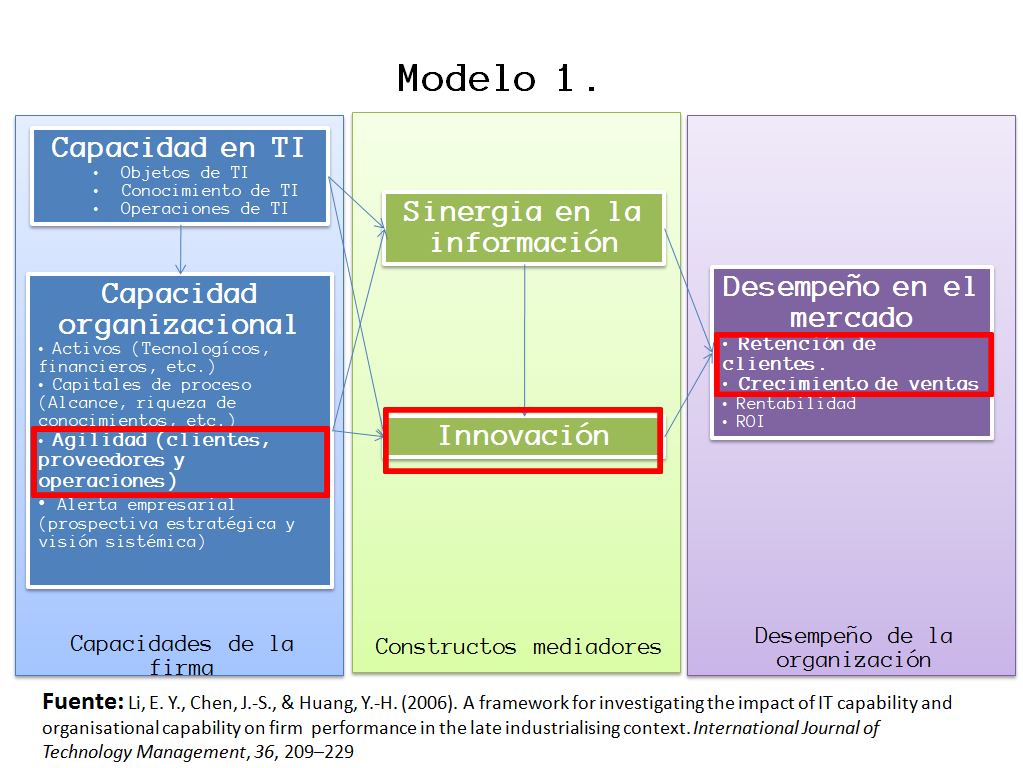 Modelo 1.
Capacidad en TI
• Objetos de TI
• Conocimiento de TI
• Operaciones de TI
Capacidad
organizacional
• Activos (Tecnologícos,
financieros, etc.)
• Capitales de proceso
(Alcance, riqueza de
conocimientos, etc.)
• Agilidad (clientes,
proveedores y
operaciones)
• Alerta empresarial
(prospectiva estratégica y
visión sistémica)
Capacidades de la
firma
Sinergia en la
información
Innovación
Constructos mediadores
Desempeño en el
mercado
• Retención de
clientes.
• Crecimiento de ventas
• Rentabilidad
• ROI
Desempeño de la
organización
Fuente: Li, E. Y., Chen, J.-S., & Huang, Y.-H. (2006). A framework for investigating the impact of IT capability and
organisational capability on firm performance in the late industrialising context. International Journal of
Technology Management, 36, 209–229